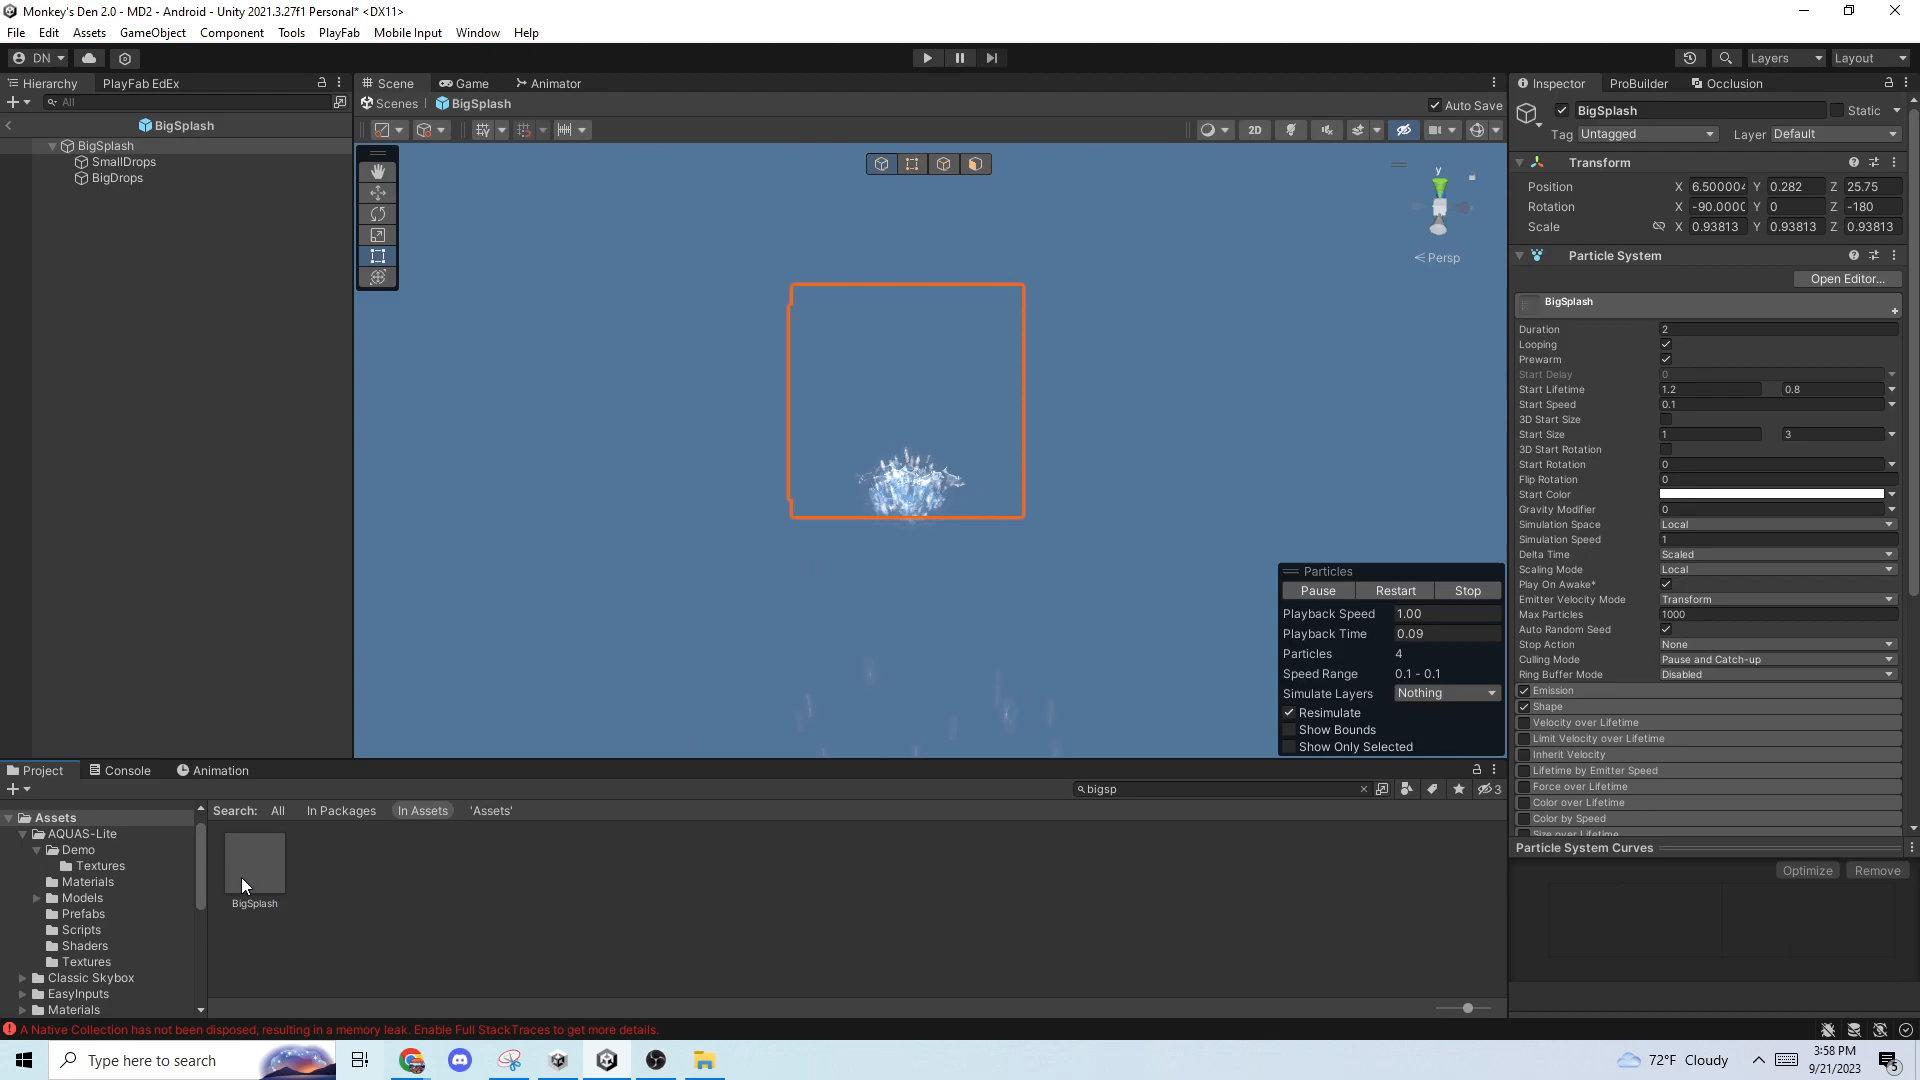 Monkey's Den 2.0 - MD2 - Android - Unity 2021.3.27f1 Personal* <DX11>
File Edit Assets GameObject Component Tools PlayFab Mobile Input Window Help
DN Layers Layout
Hierarchy PlayFab EdEx
All
BigSplash
BigSplash
SmallDrops
BigDrops
Scene Game Animator
Scenes BigSplash Auto Save
2D
y
Persp
Particles
Pause Restart Stop
Playback Speed 1.00
Playback Time 0.09
Particles 4
Speed Range 0.1 - 0.1
Simulate Layers Nothing
Resimulate
Show Bounds
Show Only Selected
Inspector ProBuilder Occlusion
BigSplash Static
Tag Untagged Layer Default
Transform
Position X 6.500004 Y 0.282 Z 25.75
Rotation X -90.0000 Y 0 Z -180
Scale X 0.93813 Y 0.93813 Z 0.93813
Particle System
Open Editor...
BigSplash
Duration 2
Looping
Prewarm
Start Delay 0
Start Lifetime 1.2 0.8
Start Speed 0.1
3D Start Size
Start Size 1 3
3D Start Rotation
Start Rotation 0
Flip Rotation 0
Start Color
Gravity Modifier 0
Simulation Space Local
Simulation Speed 1
Delta Time Scaled
Scaling Mode Local
Play On Awake*
Emitter Velocity Mode Transform
Max Particles 1000
Auto Random Seed
Stop Action None
Culling Mode Pause and Catch-up
Ring Buffer Mode Disabled
Emission
Shape
Velocity over Lifetime
Limit Velocity over Lifetime
Inherit Velocity
Lifetime by Emitter Speed
Force over Lifetime
Color over Lifetime
Color by Speed
Size over Lifetime
Particle System Curves
Optimize Remove
Project Console Animation
bigsp 3
Search: All In Packages In Assets 'Assets'
Assets
AQUAS-Lite
Demo
Textures
Materials
Models
Prefabs
Scripts
Shaders
Textures
Classic Skybox
EasyInputs
Materials
BigSplash
A Native Collection has not been disposed, resulting in a memory leak. Enable Full StackTraces to get more details.
Type here to search
72°F Cloudy
3:58 PM
9/21/2023
5